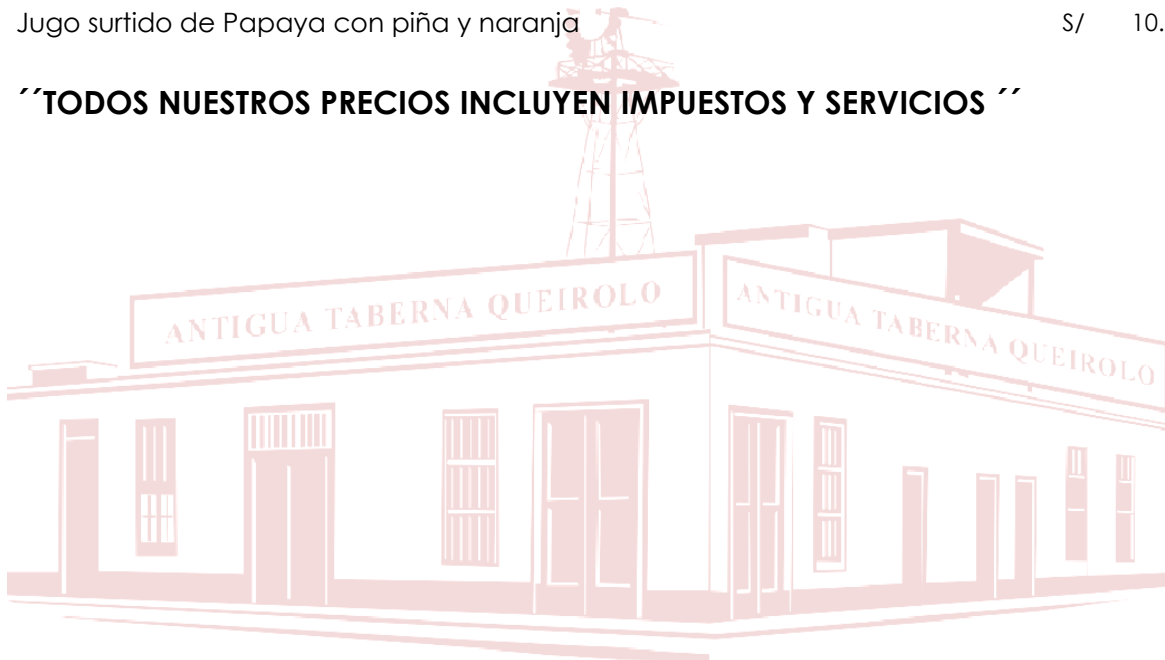 Jugo surtido de Papaya con piña y naranja S/ 10.
´´TODOS NUESTROS PRECIOS INCLUYEN IMPUESTOS Y SERVICIOS ´´
ANTIGUA TABERNA QUEIROLO
ANTIGUA TABERNA QUEIROLO